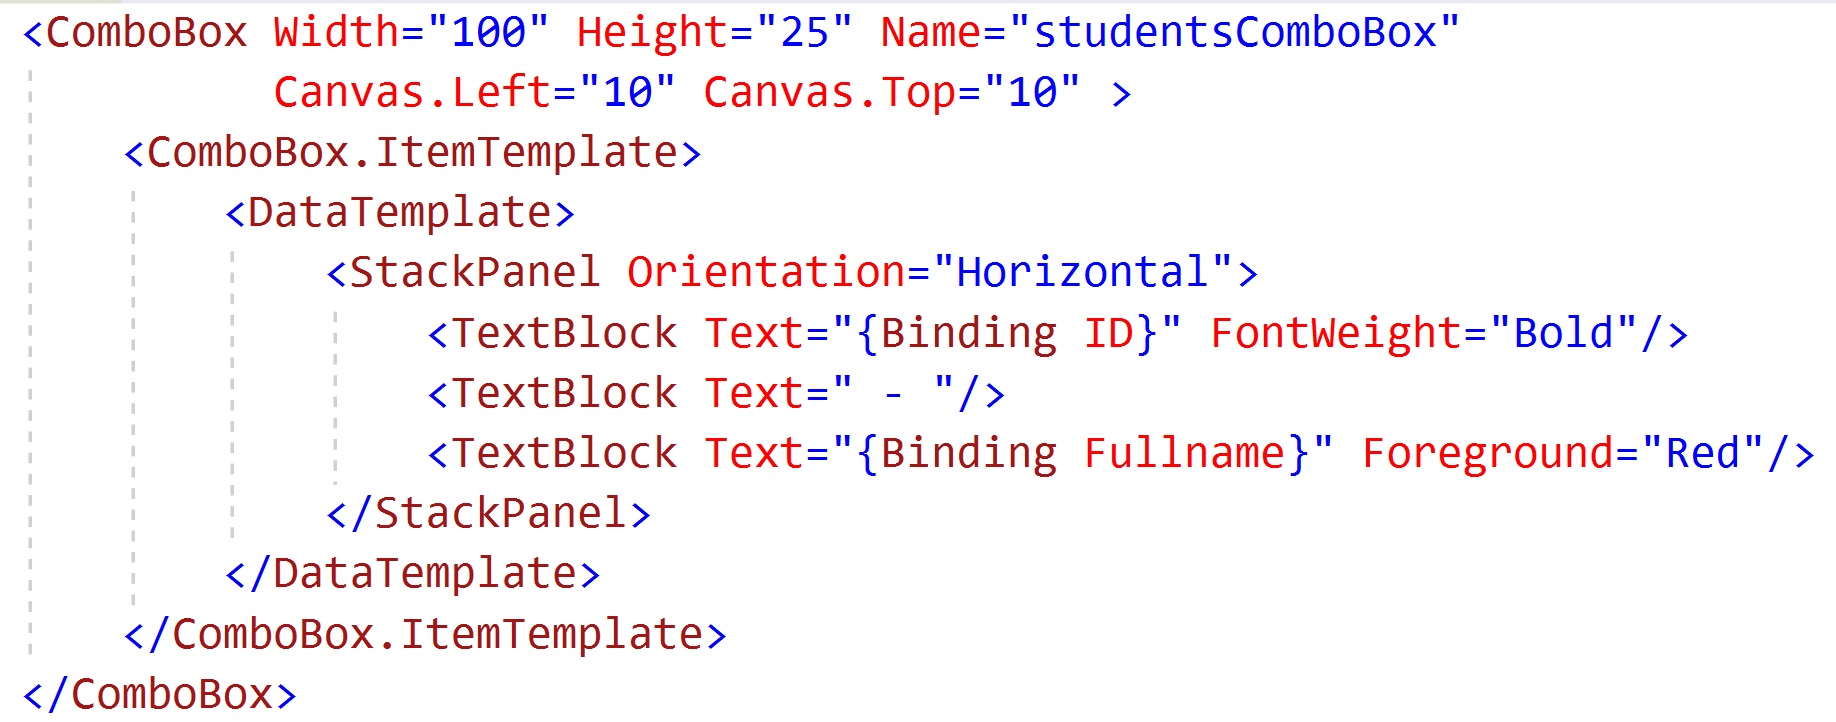 <ComboBox Width="100" Height="25" Name="studentsComboBox"
Canvas.Left="10" Canvas.Top="10" >
<ComboBox.ItemTemplate>
<DataTemplate>
<StackPanel Orientation="Horizontal">
<TextBlock Text="{Binding ID}" FontWeight="Bold"/>
<TextBlock Text=" - "/>
<TextBlock Text="{Binding Fullname}" Foreground="Red"/>
</StackPanel>
</DataTemplate>
</ComboBox.ItemTemplate>
</ComboBox>